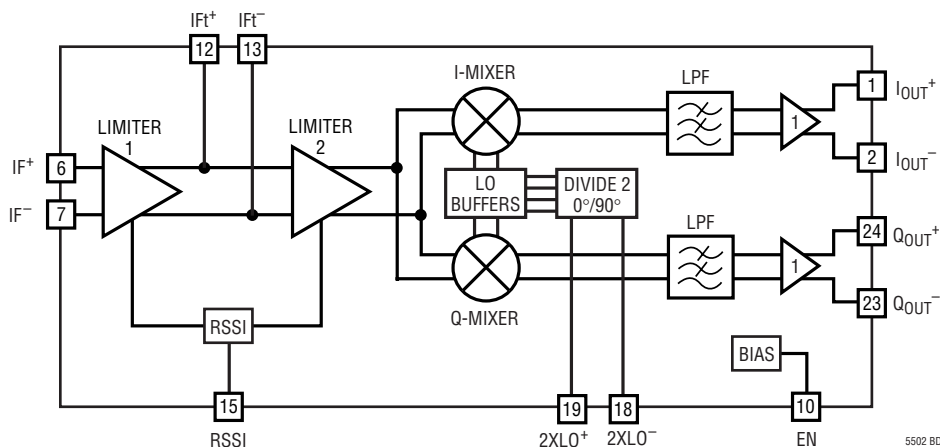 IFt+ IFt–
12 13
I-MIXER
LPF
1 IOUT+
LIMITER
1
LIMITER
2
1
IF+ 6
2 IOUT–
IF– 7
LO
BUFFERS
DIVIDE 2
0°/90°
LPF
24 QOUT+
1
23 QOUT–
Q-MIXER
RSSI
BIAS
15
19 18
10
RSSI
2XLO+ 2XLO–
EN
5502 BD